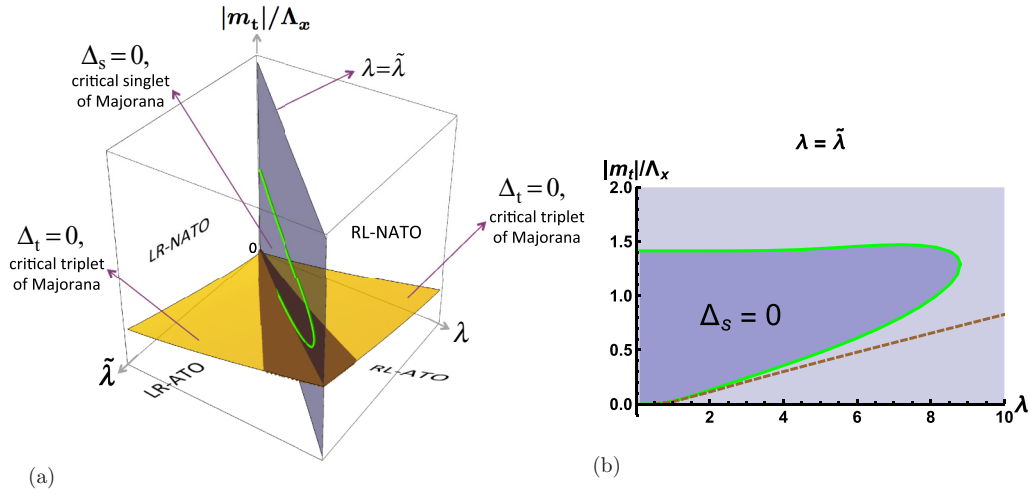 |m_t|/Λ_x
Δ_s = 0,
critical singlet
of Majorana
λ=λ̃
Δ_t = 0,
critical triplet
of Majorana
LR-NATO
RL-NATO
Δ_t = 0,
critical triplet
of Majorana
0
λ
λ̃
LR-ATO
RL-ATO
(a)
λ = λ̃
|m_t|/Λ_x
2.0
1.5
1.0
0.5
0.0
Δ_s = 0
2 4 6 8 10 λ
(b)